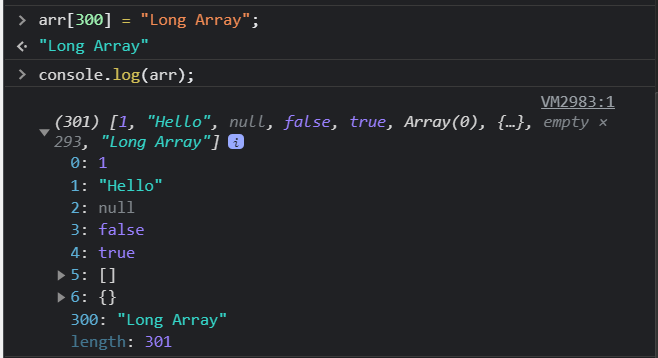 arr[300] = "Long Array";
"Long Array"
console.log(arr);
VM2983:1
(301) [1, "Hello", null, false, true, Array(0), {…}, empty ×
293, "Long Array"] i
0: 1
1: "Hello"
2: null
3: false
4: true
5: []
6: {}
300: "Long Array"
length: 301